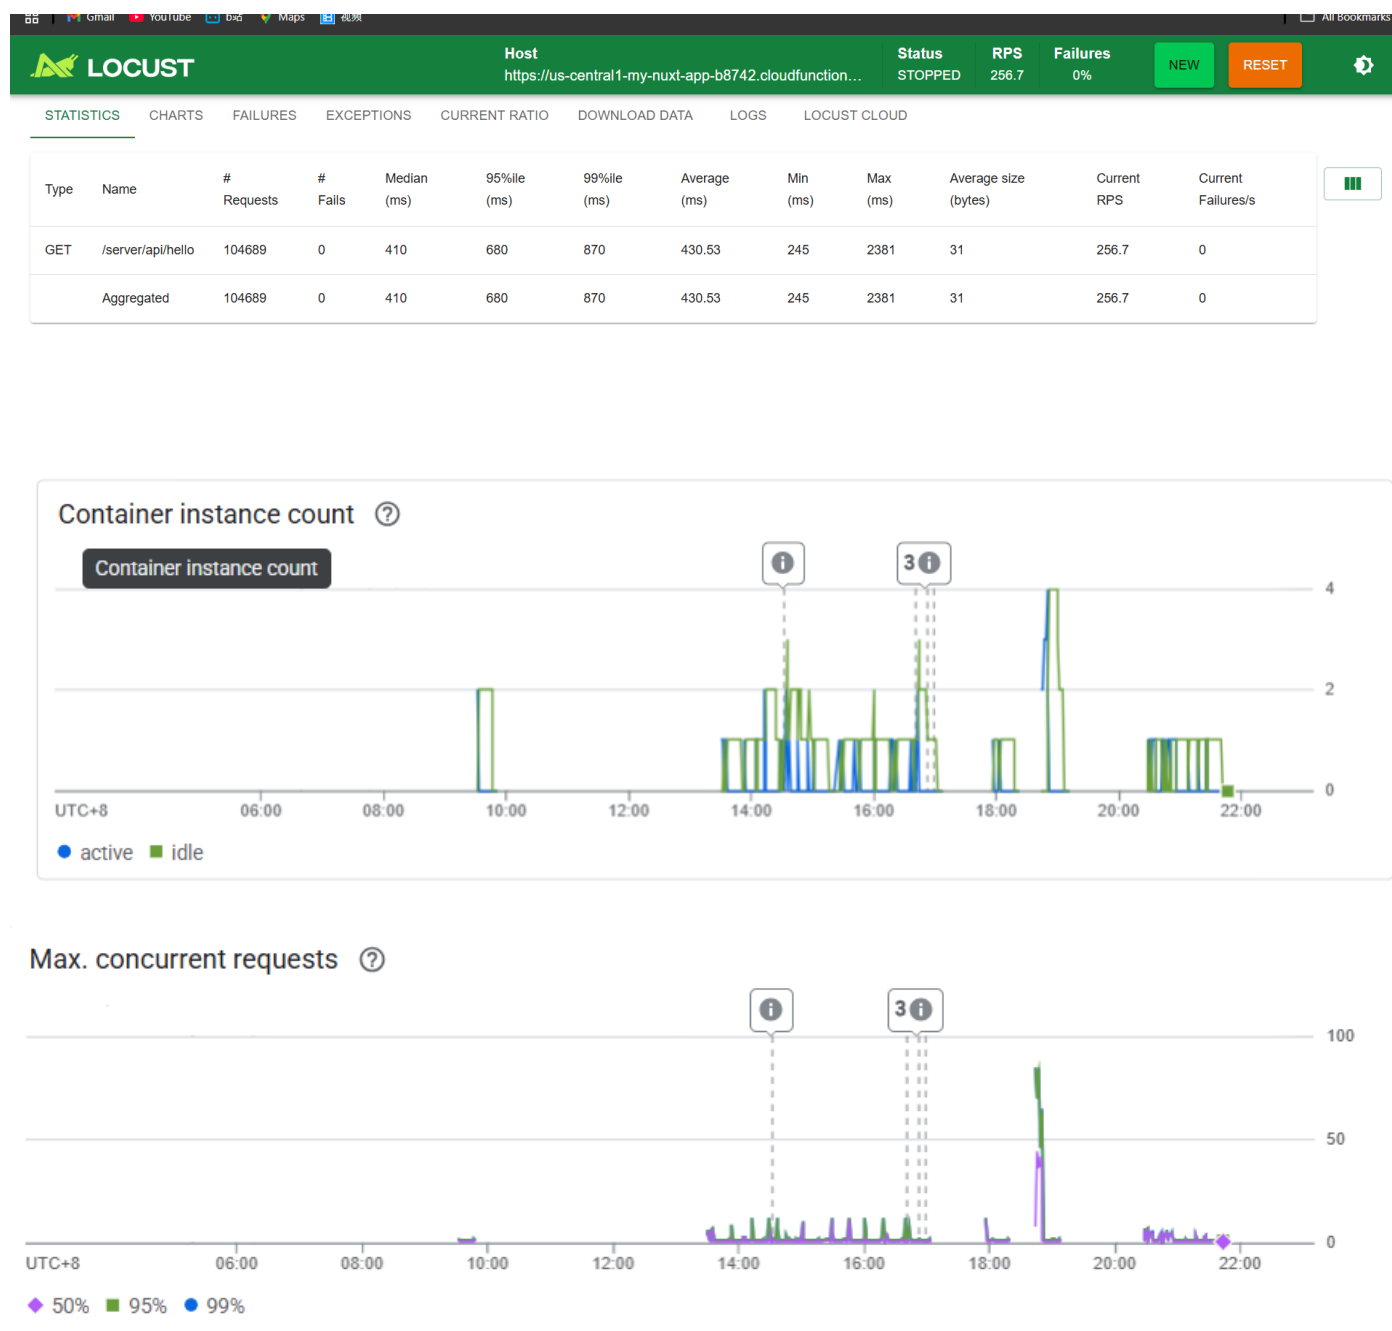 Gmail YouTube b站 Maps 视频 All Bookmarks
LOCUST
Host
https://us-central1-my-nuxt-app-b8742.cloudfunction...
Status
STOPPED
RPS
256.7
Failures
0%
NEW
RESET
STATISTICS CHARTS FAILURES EXCEPTIONS CURRENT RATIO DOWNLOAD DATA LOGS LOCUST CLOUD
Type Name # Requests # Fails Median (ms) 95%ile (ms) 99%ile (ms) Average (ms) Min (ms) Max (ms) Average size (bytes) Current RPS Current Failures/s
GET /server/api/hello 104689 0 410 680 870 430.53 245 2381 31 256.7 0
Aggregated 104689 0 410 680 870 430.53 245 2381 31 256.7 0
Container instance count
Container instance count
3
4
2
0
UTC+8 06:00 08:00 10:00 12:00 14:00 16:00 18:00 20:00 22:00
active idle
Max. concurrent requests
3
100
50
0
UTC+8 06:00 08:00 10:00 12:00 14:00 16:00 18:00 20:00 22:00
50% 95% 99%